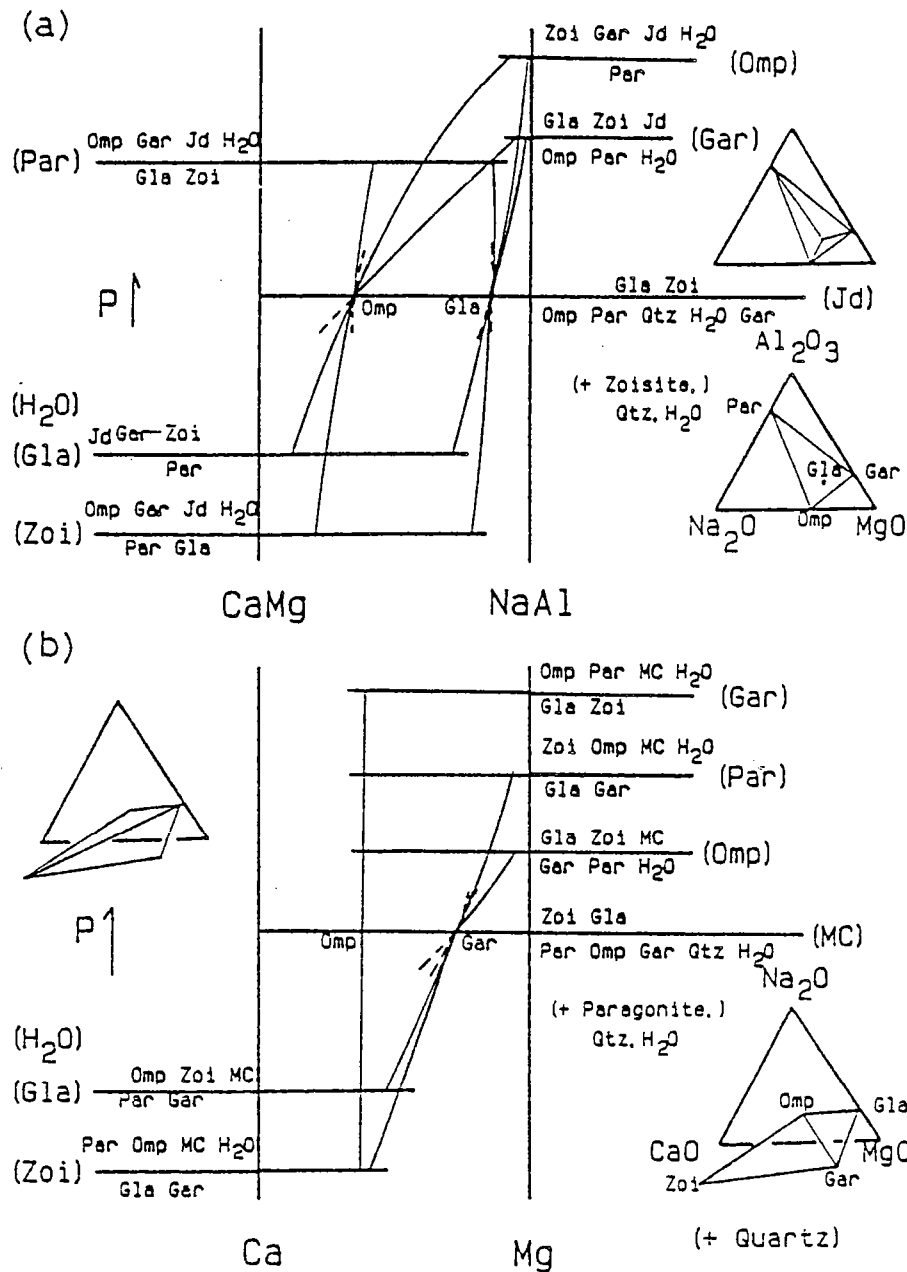 (a)
Zoi Gar Jd H2O
Par
(Omp)
Omp Gar Jd H2O
(Par)
Gla Zoi
Gla Zoi Jd
(Gar)
Omp Par H2O
P
Omp
Gla
Gla Zoi
(Jd)
Omp Par Qtz H2O Gar
Al2O3
(+ Zoisite,)
Qtz, H2O
Par
Gla
Gar
Omp
Na2O
MgO
(H2O)
(Gla)
Jd Gar Zoi
Par
(Zoi)
Omp Gar Jd H2O
Par Gla
CaMg
NaAl
(b)
Omp Par MC H2O
(Gar)
Gla Zoi
Zoi Omp MC H2O
(Par)
Gla Gar
Gla Zoi MC
(Omp)
Gar Par H2O
P
Omp
Gar
Zoi Gla
(MC)
Par Omp Gar Qtz H2O
Na2O
(+ Paragonite,)
Qtz, H2O
Omp
Gla
CaO
MgO
Zoi
Gar
(H2O)
(Gla)
Omp Zoi MC
Par Gar
(Zoi)
Par Omp MC H2O
Gla Gar
(+ Quartz)
Ca
Mg